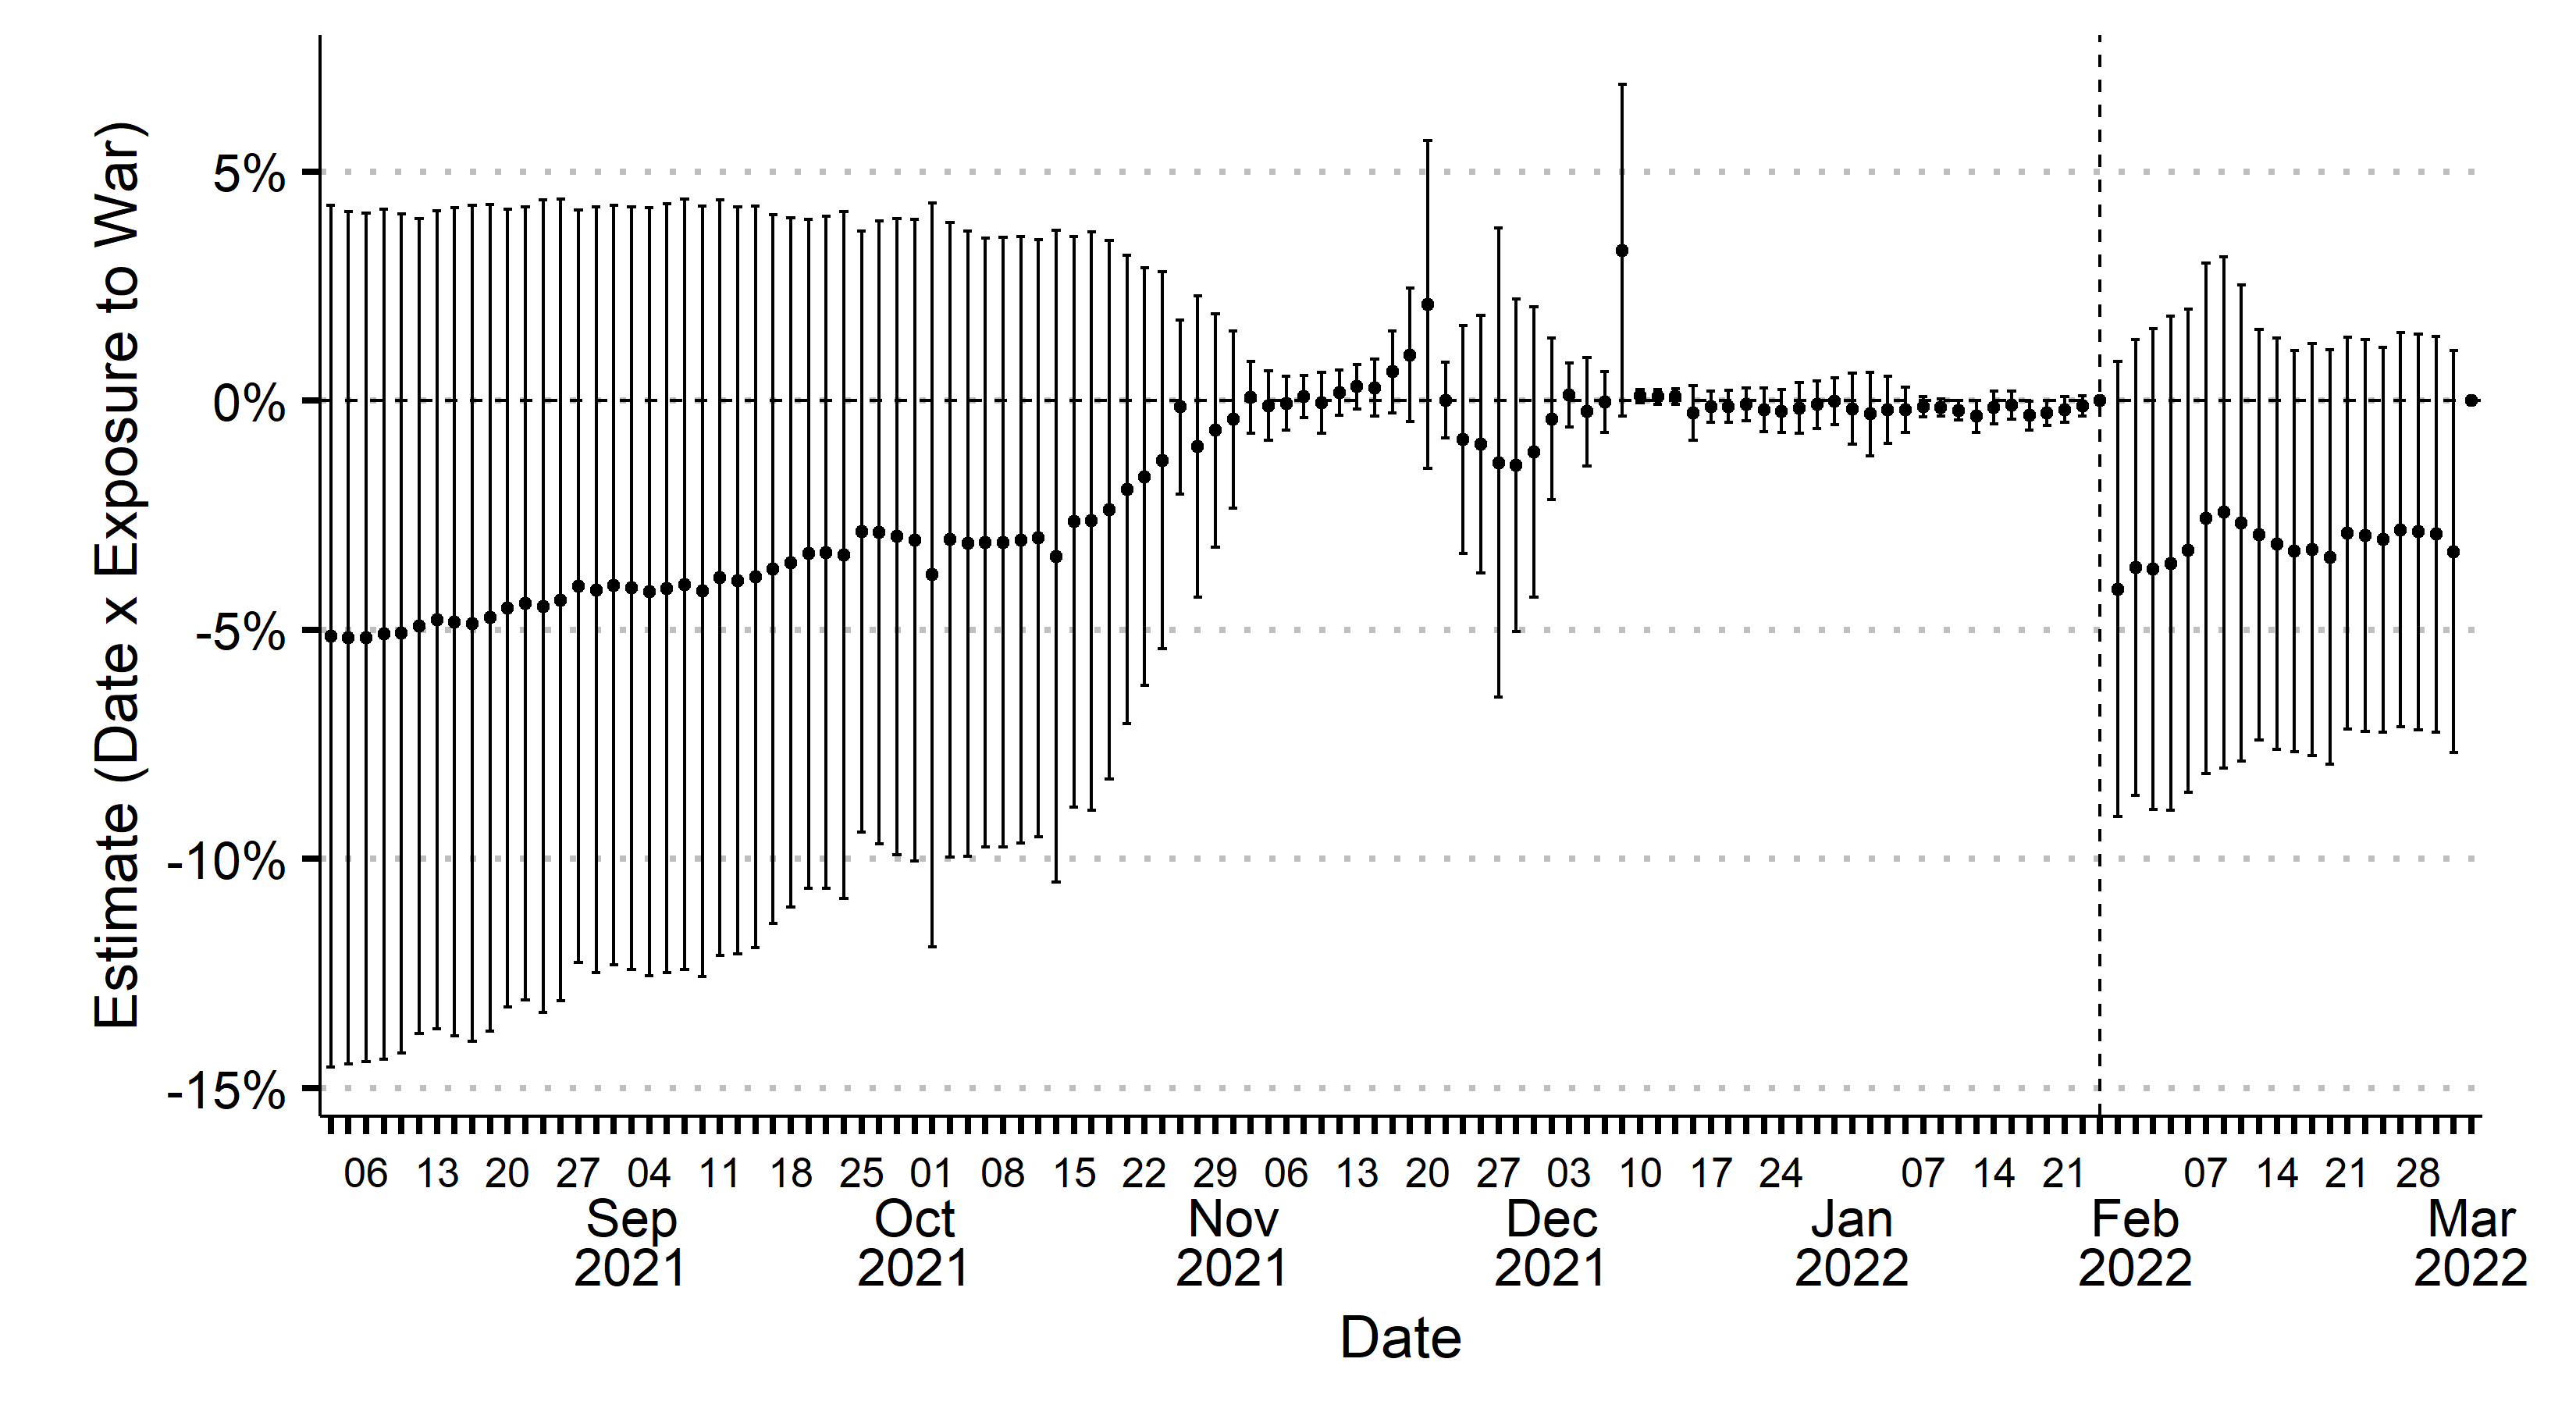 Estimate (Date x Exposure to War)
5%
0%
-5%
-10%
-15%
06 13 20 27 04 11 18 25 01 08 15 22 29 06 13 20 27 03 10 17 24 07 14 21 07 14 21 28
Sep Oct Nov Dec Jan Feb Mar
2021 2021 2021 2021 2022 2022 2022
Date